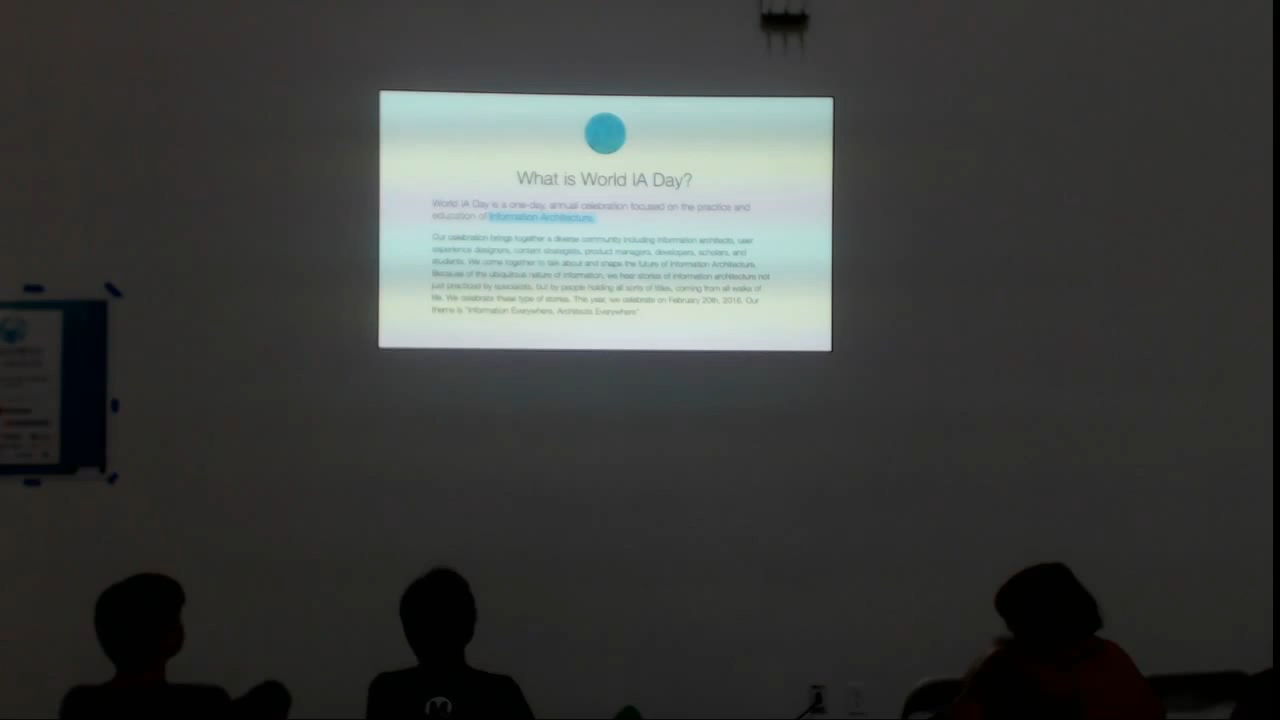 What is World IA Day?
World IA Day is a one-day, annual celebration focused on the practice and
education of Information Architecture.
Our celebration brings together a diverse community including information architects, user
experience designers, content strategists, product managers, developers, scholars, and
students. We come together to talk about and shape the future of Information Architecture.
Because of the ubiquitous nature of information, we hear stories of information architecture not
just practiced by specialists, but by people holding all sorts of titles, coming from all walks of
life. We celebrate these type of stories. This year, we celebrate on February 20th, 2016. Our
theme is "Information Everywhere, Architects Everywhere"